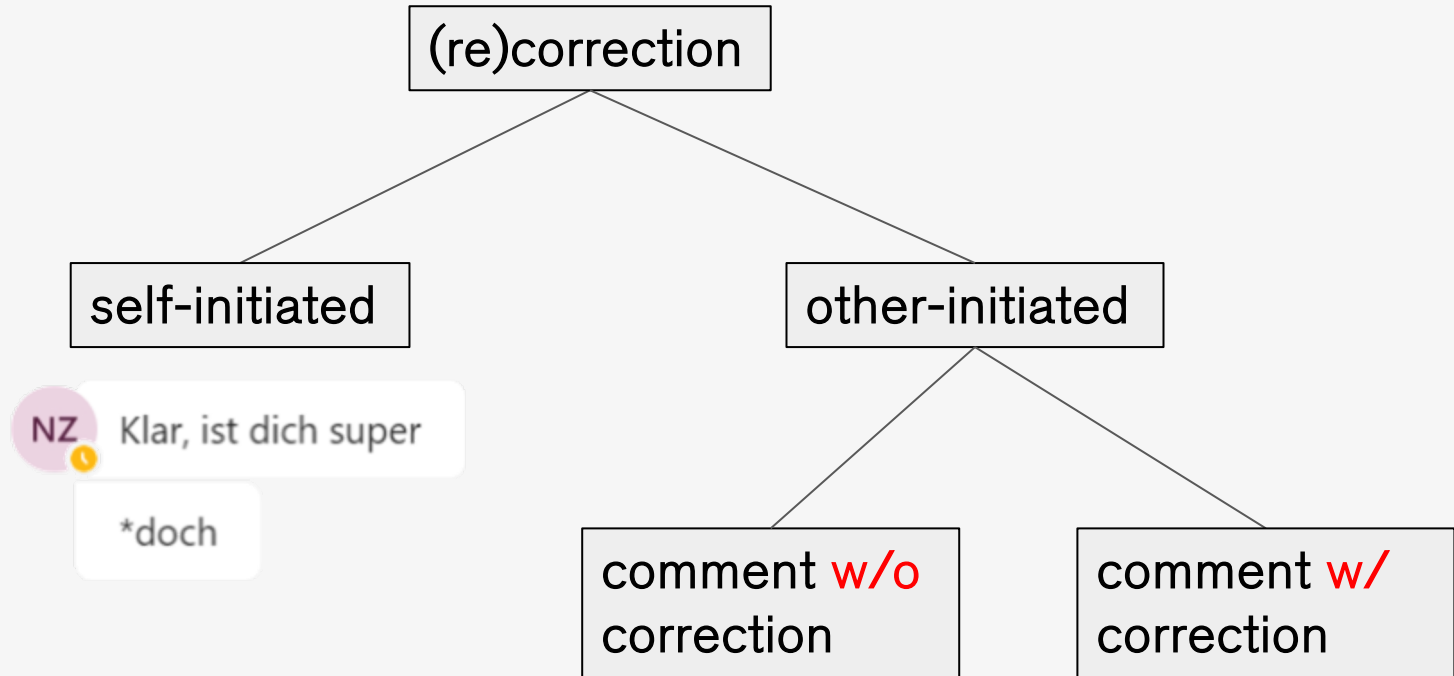 (re)correction
self-initiated
other-initiated
NZ
Klar, ist dich super
*doch
comment w/o
correction
comment w/
correction